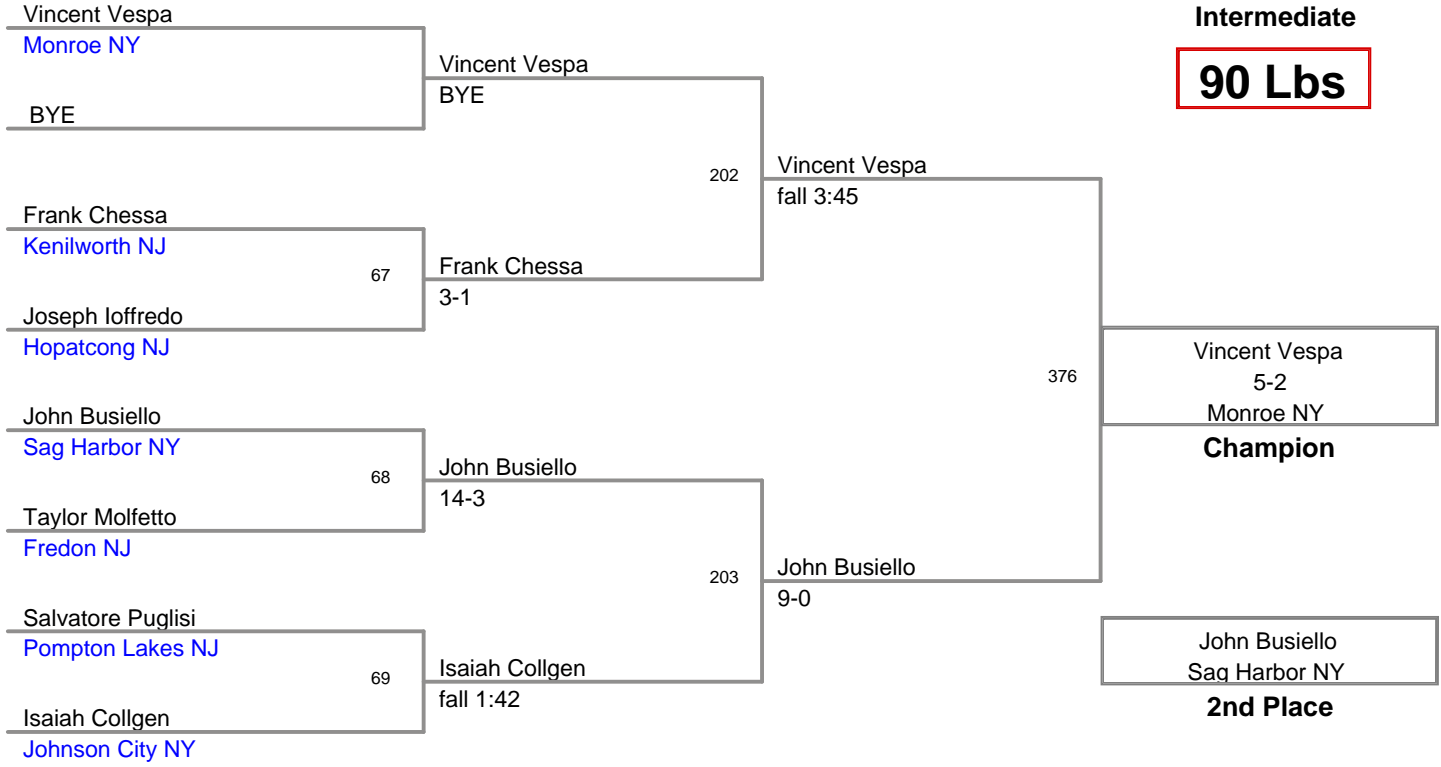 Vincent Vespa
Monroe NY
BYE
Frank Chessa
Kenilworth NJ
67
Joseph Ioffredo
Hopatcong NJ
John Busiello
Sag Harbor NY
68
Taylor Molfetto
Fredon NJ
Salvatore Puglisi
Pompton Lakes NJ
69
Isaiah Collgen
Johnson City NY
Vincent Vespa
BYE
202
Frank Chessa
3-1
John Busiello
14-3
203
Isaiah Collgen
fall 1:42
Vincent Vespa
fall 3:45
376
John Busiello
9-0
Intermediate
90 Lbs
Vincent Vespa
5-2
Monroe NY
Champion
John Busiello
Sag Harbor NY
2nd Place